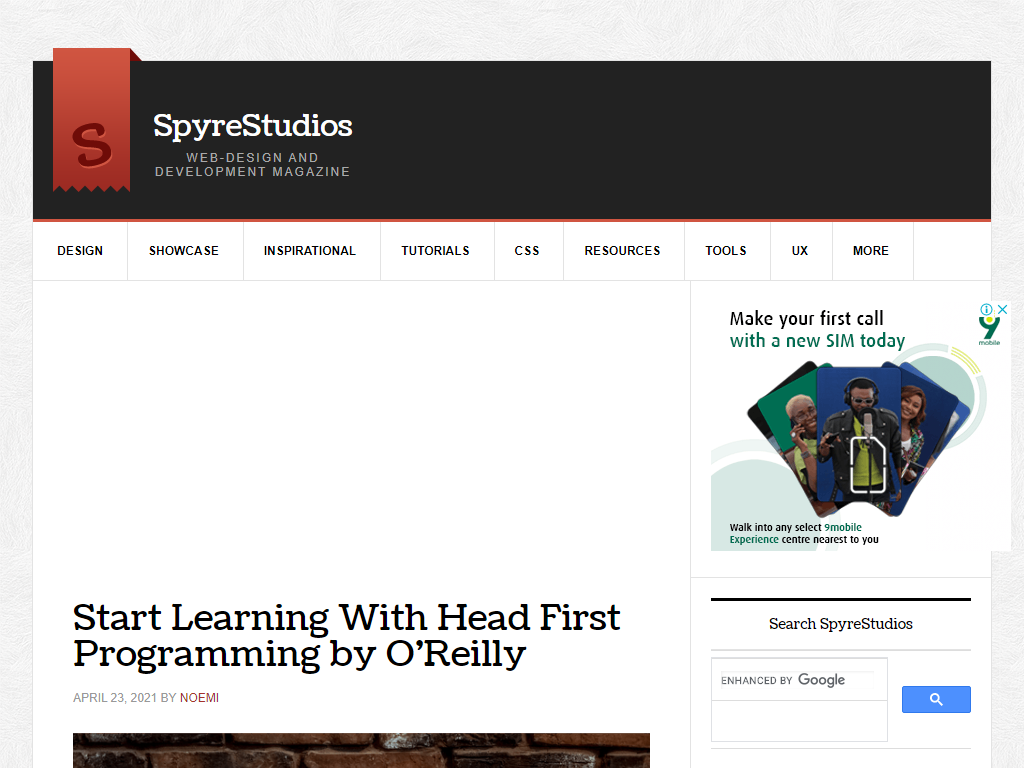 S
SpyreStudios
WEB-DESIGN AND
DEVELOPMENT MAGAZINE
DESIGN
SHOWCASE
INSPIRATIONAL
TUTORIALS
CSS
RESOURCES
TOOLS
UX
MORE
Make your first call
with a new SIM today
9
mobile
Walk into any select 9mobile
Experience centre nearest to you
Start Learning With Head First
Programming by O’Reilly
APRIL 23, 2021 BY NOEMI
Search SpyreStudios
ENHANCED BY Google